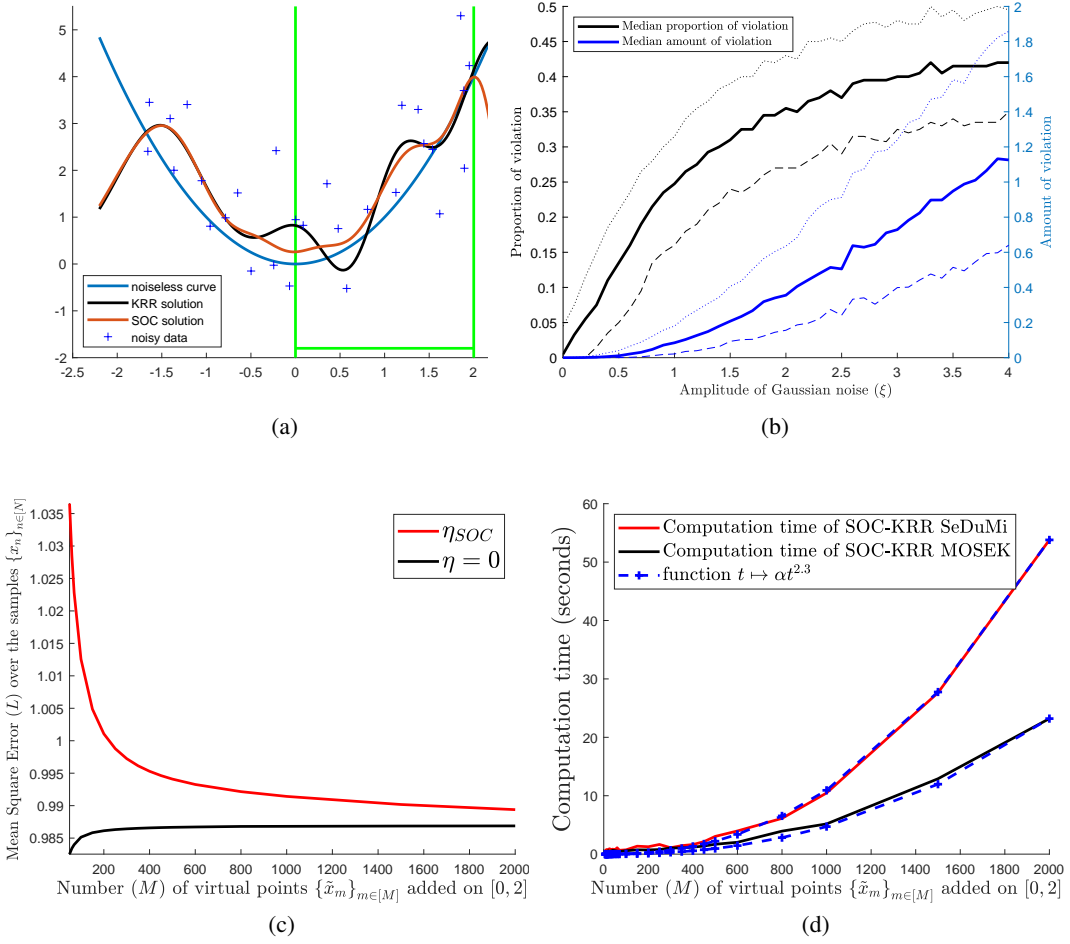 5
4
3
2
1
0
-1
-2
-2.5 -2 -1.5 -1 -0.5 0 0.5 1 1.5 2
noiseless curve
KRR solution
SOC solution
noisy data
(a)
Proportion of violation
0.5
0.45
0.4
0.35
0.3
0.25
0.2
0.15
0.1
0.05
0
0 0.5 1 1.5 2 2.5 3 3.5 4
2
1.8
1.6
1.4
1.2
1
0.8
0.6
0.4
0.2
0
Amount of violation
Median proportion of violation
Median amount of violation
Amplitude of Gaussian noise (ξ)
(b)
Mean Square Error (L) over the samples {x_n}_{n∈[N]}
1.035
1.03
1.025
1.02
1.015
1.01
1.005
1
0.995
0.99
0.985
200 400 600 800 1000 1200 1400 1600 1800 2000
η_{SOC}
η = 0
Number (M) of virtual points {x̃_m}_{m∈[M]} added on [0, 2]
(c)
Computation time (seconds)
60
50
40
30
20
10
0
0 200 400 600 800 1000 1200 1400 1600 1800 2000
Computation time of SOC-KRR SeDuMi
Computation time of SOC-KRR MOSEK
function t ↦ αt^{2.3}
Number (M) of virtual points {x̃_m}_{m∈[M]} added on [0, 2]
(d)